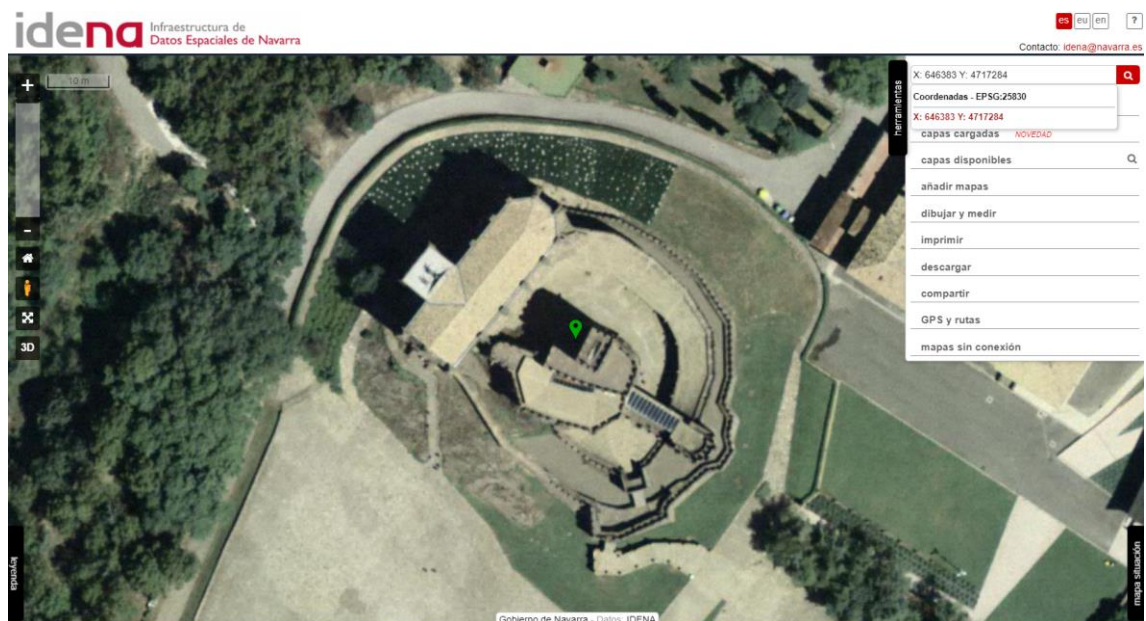 idena
Infraestructura de
Datos Espaciales de Navarra
es eu en ?
Contacto: idena@navarra.es
+
10 m
-
3D
leyenda
herramientas
X: 646383 Y: 4717284
Coordenadas - EPSG:25830
X: 646383 Y: 4717284
capas cargadas NOVEDAD
capas disponibles
añadir mapas
dibujar y medir
imprimir
descargar
compartir
GPS y rutas
mapas sin conexión
mapa situación
Gobierno de Navarra - Datos: IDENA